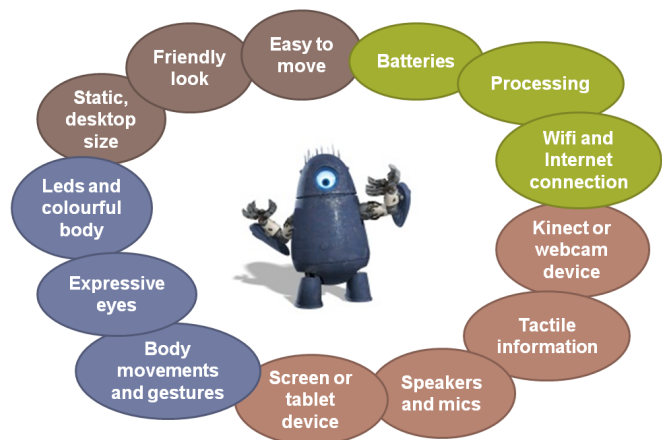 Easy to
move
Batteries
Processing
Wifi and
Internet
connection
Kinect or
webcam
device
Tactile
information
Speakers
and mics
Screen or
tablet
device
Body
movements
and gestures
Expressive
eyes
Leds and
colourful
body
Static,
desktop
size
Friendly
look